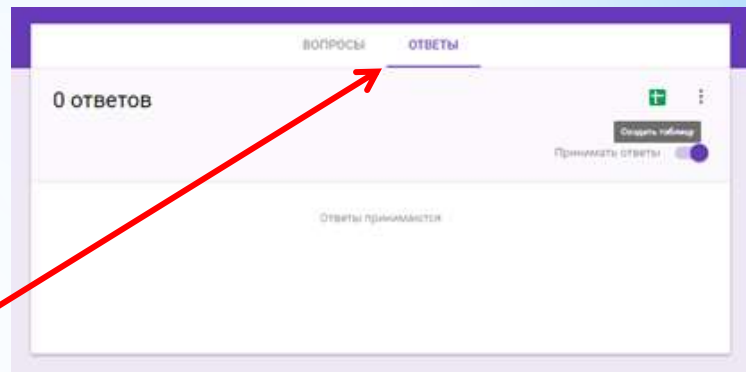 ВОПРОСЫ ОТВЕТЫ
0 ответов
Создать таблицу
Принимать ответы
Ответы принимаются